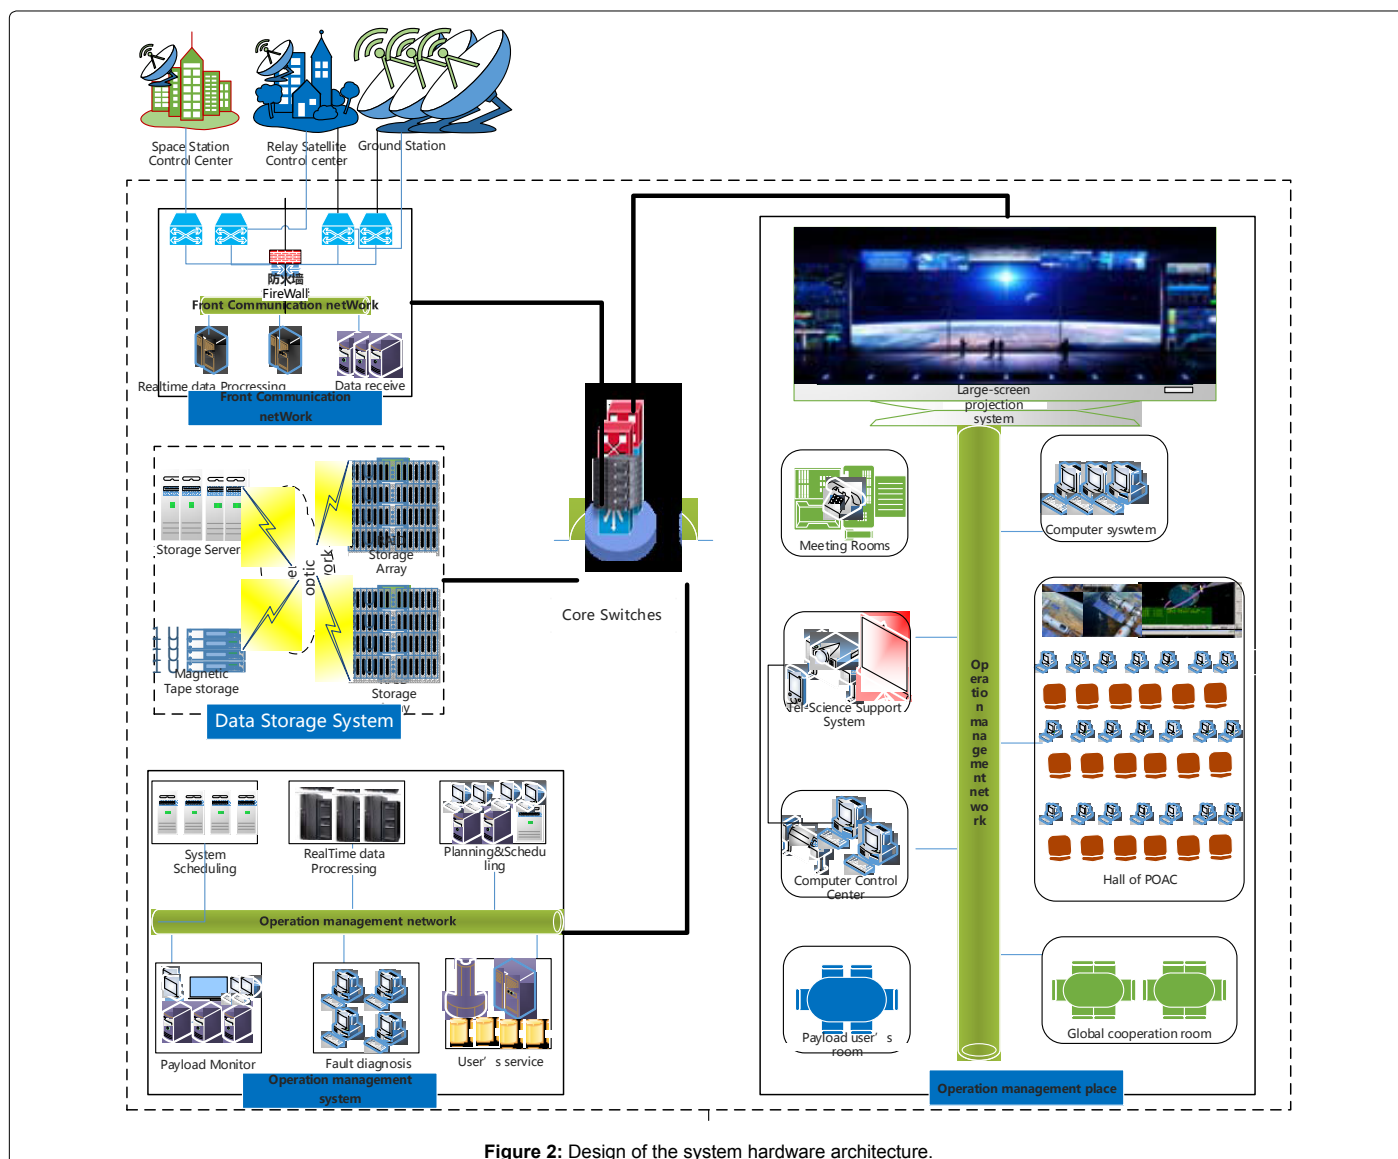 Space Station
Control Center
Relay Satellite
Control center
Ground Station
防火墙
FireWall
Front Communication netWork
Realtime data Procressing
Data receive
Front Communication
netWork
Storage Server
optic
Storage
Array
Magnetic
Tape storage
Storage
Data Storage System
Core Switches
System
Scheduling
RealTime data
Procressing
Planning&Schedu
ling
Operation management network
Payload Monitor
Fault diagnosis
User's service
Operation management
system
Large-screen
projection
system
Meeting Rooms
Computer syswtem
Tel-Science Support
System
Op
era
tio
n
ma
na
ge
me
nt
net
wo
rk
Computer Control
Center
Hall of POAC
Payload user's
room
Global cooperation room
Operation management place
Figure 2: Design of the system hardware architecture.